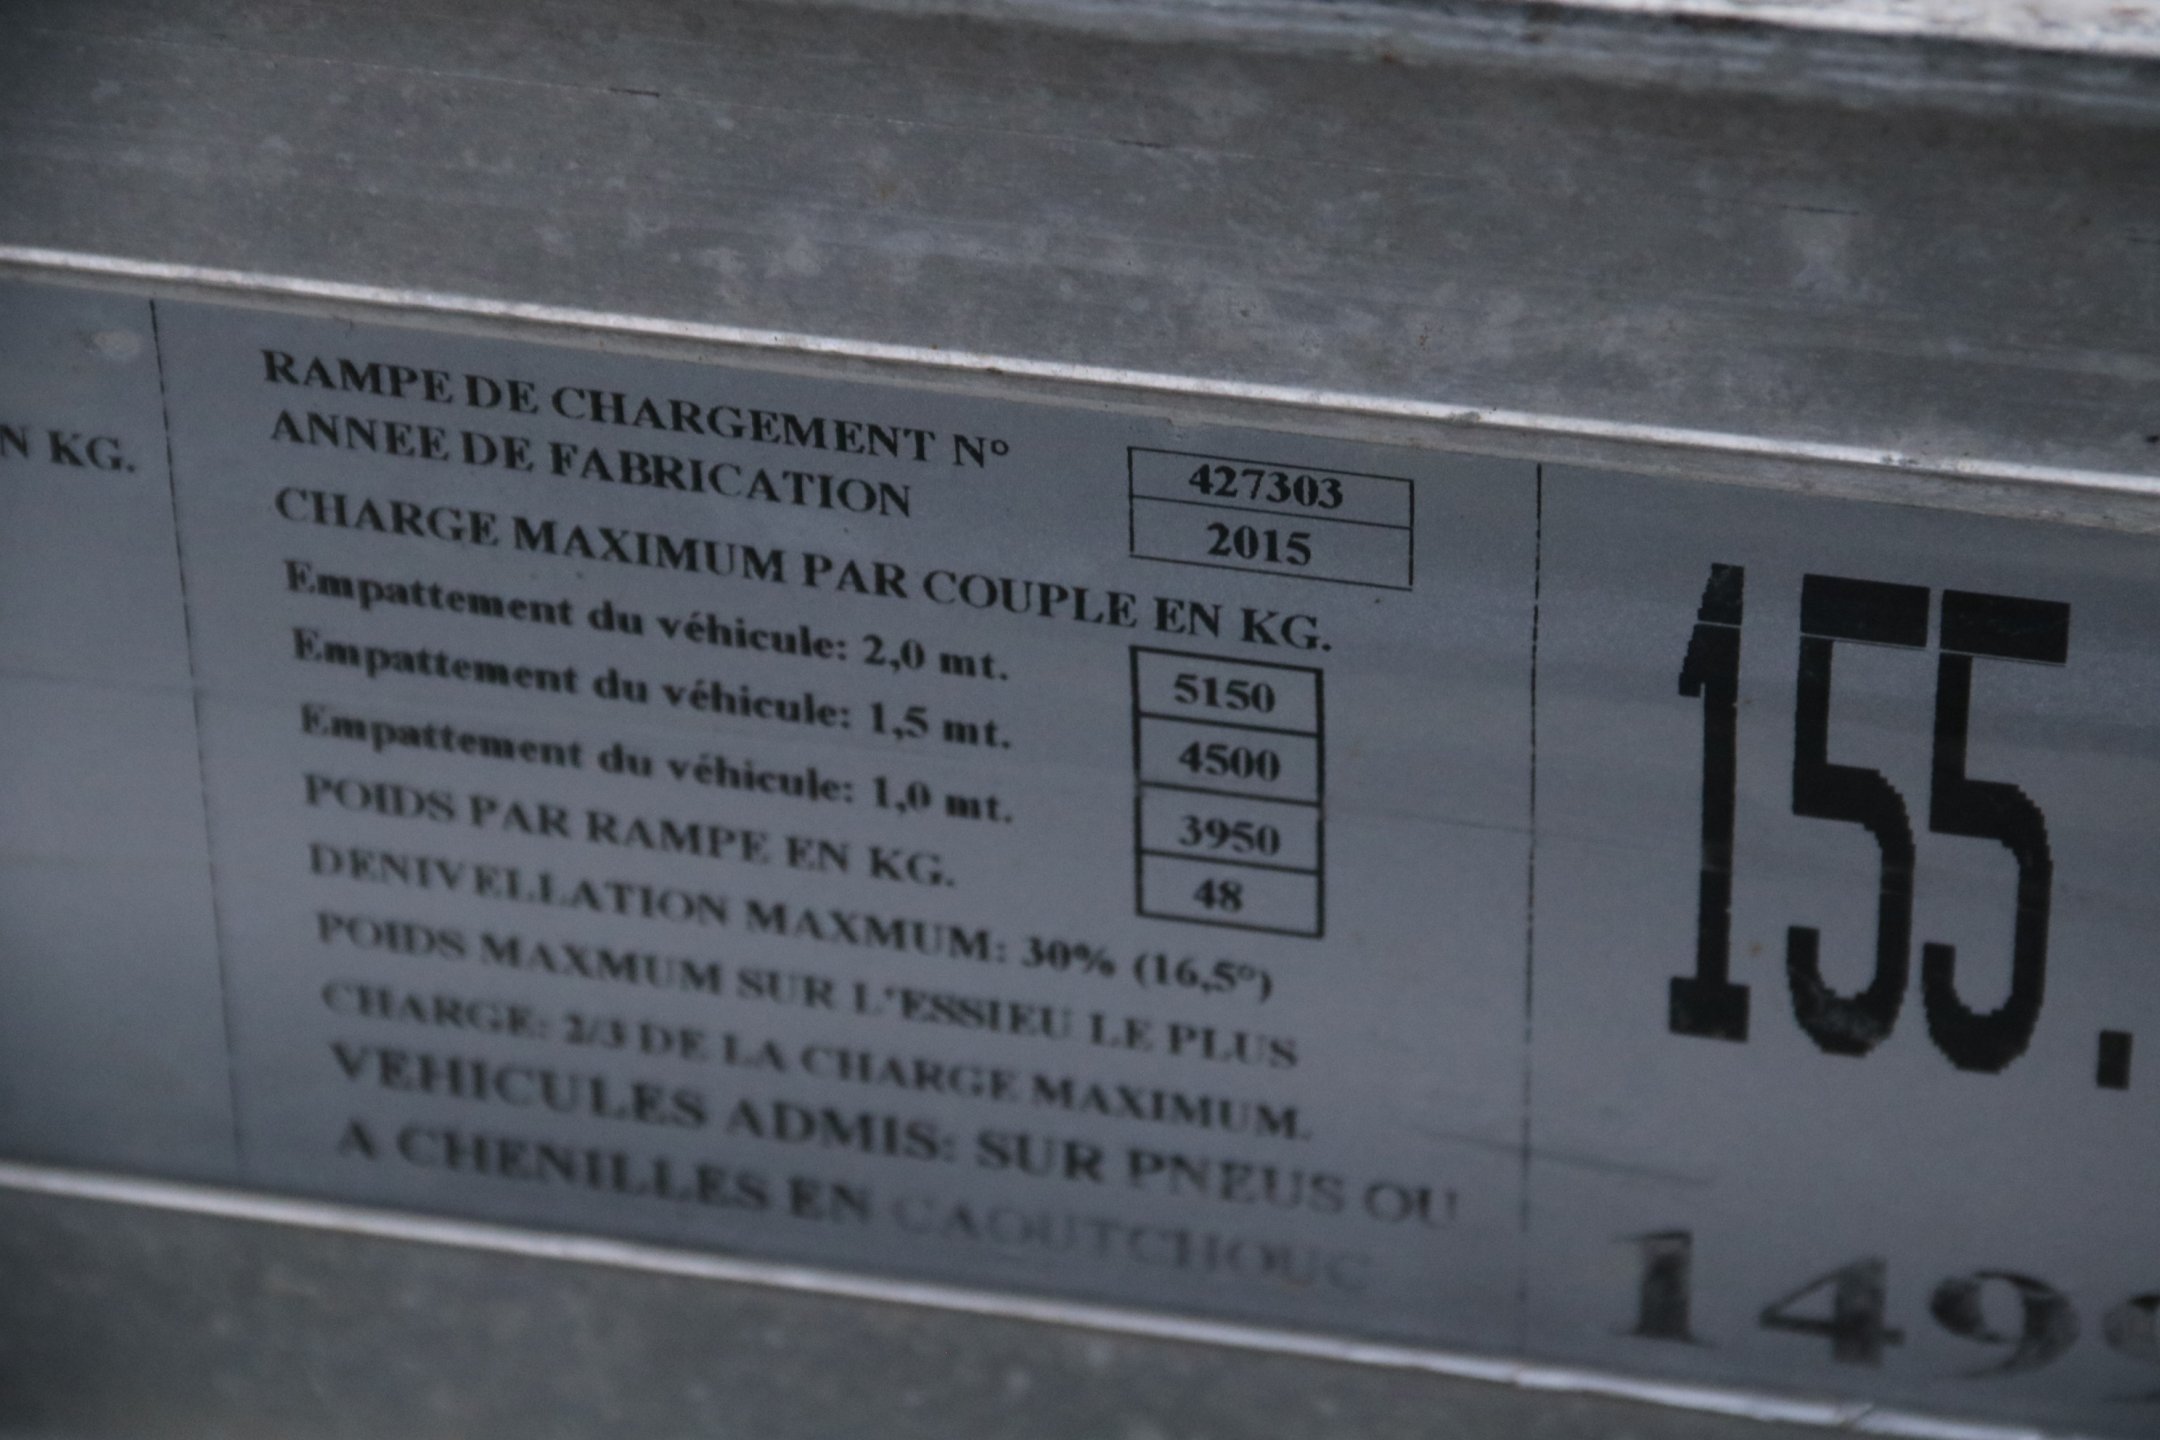 N KG.
RAMPE DE CHARGEMENT N° 427303
ANNEE DE FABRICATION 2015
CHARGE MAXIMUM PAR COUPLE EN KG.
Empattement du véhicule: 2,0 mt. 5150
Empattement du véhicule: 1,5 mt. 4500
Empattement du véhicule: 1,0 mt. 3950
POIDS PAR RAMPE EN KG. 48
DENIVELLATION MAXMUM: 30% (16,5°)
POIDS MAXMUM SUR L'ESSIEU LE PLUS
CHARGE: 2/3 DE LA CHARGE MAXIMUM.
VEHICULES ADMIS: SUR PNEUS OU
A CHENILLES EN CAOUTCHOUC
155.
149